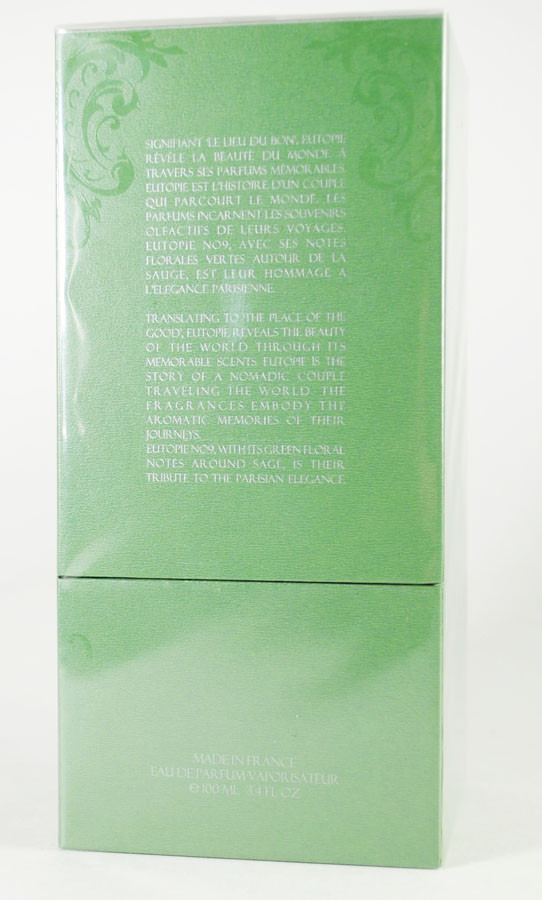 SIGNIFIANT 'LE LIEU DU BON', EUTOPIE
RÉVÈLE LA BEAUTÉ DU MONDE À
TRAVERS SES PARFUMS MÉMORABLES.
EUTOPIE EST L'HISTOIRE D'UN COUPLE
QUI PARCOURT LE MONDE. LES
PARFUMS INCARNENT LES SOUVENIRS
OLFACTIFS DE LEURS VOYAGES.
EUTOPIE NO9, AVEC SES NOTES
FLORALES VERTES AUTOUR DE LA
SAUGE, EST LEUR HOMMAGE À
L'ELEGANCE PARISIENNE.
TRANSLATING TO 'THE PLACE OF THE
GOOD', EUTOPIE REVEALS THE BEAUTY
OF THE WORLD THROUGH ITS
MEMORABLE SCENTS. EUTOPIE IS THE
STORY OF A NOMADIC COUPLE
TRAVELING THE WORLD. THE
FRAGRANCES EMBODY THE
AROMATIC MEMORIES OF THEIR
JOURNEYS.
EUTOPIE NO9, WITH ITS GREEN FLORAL
NOTES AROUND SAGE, IS THEIR
TRIBUTE TO THE PARISIAN ELEGANCE.
MADE IN FRANCE
EAU DE PARFUM VAPORISATEUR
℮ 100 ML 3.4 FL OZ